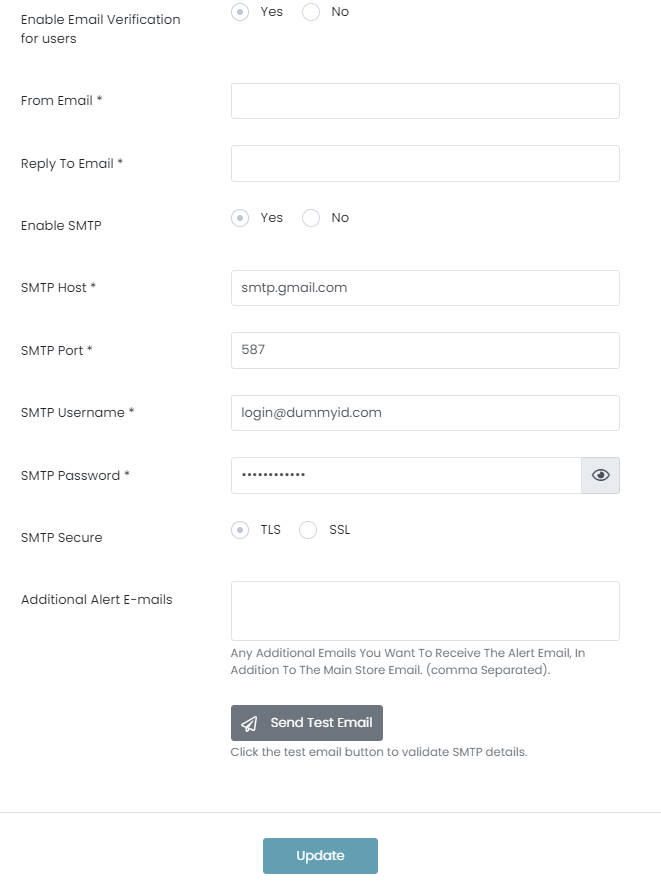 Enable Email Verification
for users
Yes No
From Email *
Reply To Email *
Enable SMTP
Yes No
SMTP Host *
smtp.gmail.com
SMTP Port *
587
SMTP Username *
login@dummyid.com
SMTP Password *
••••••••••••
SMTP Secure
TLS SSL
Additional Alert E-mails
Any Additional Emails You Want To Receive The Alert Email, In
Addition To The Main Store Email. (comma Separated).
Send Test Email
Click the test email button to validate SMTP details.
Update